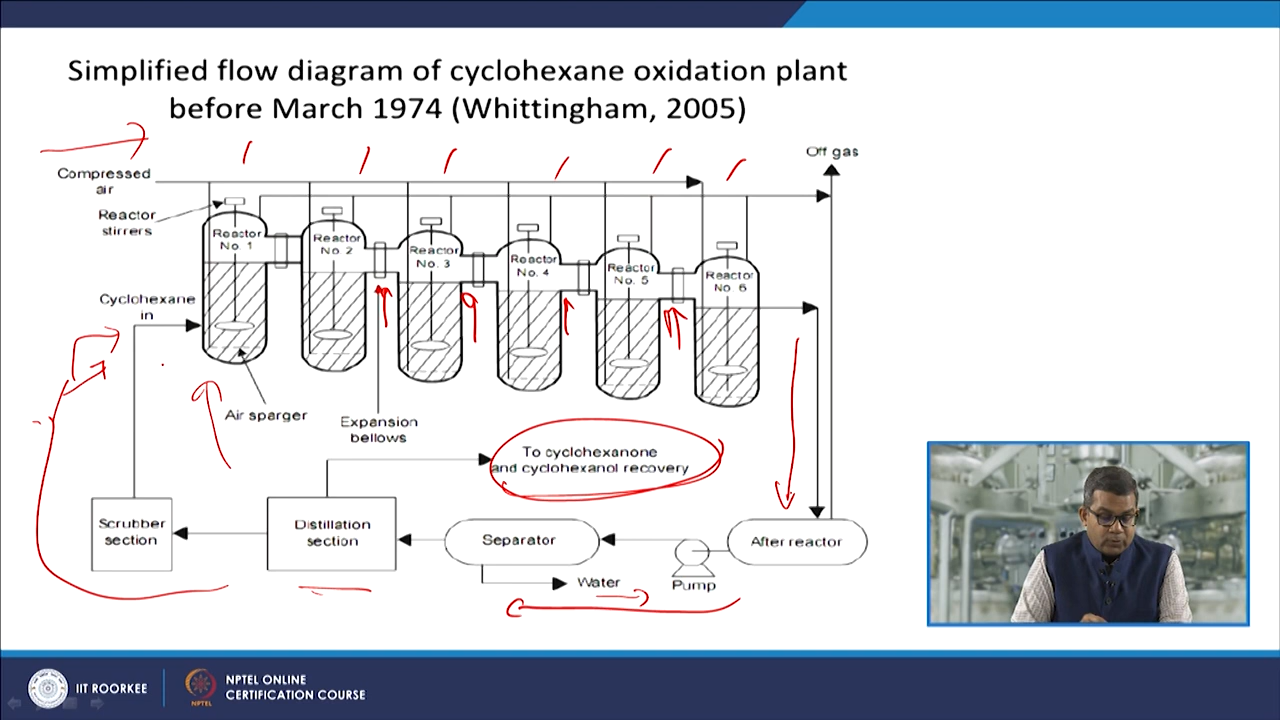 Simplified flow diagram of cyclohexane oxidation plant
before March 1974 (Whittingham, 2005)
Off gas
Compressed
air
Reactor
stirrers
Reactor
No. 1
Reactor
No. 2
Reactor
No. 3
Reactor
No. 4
Reactor
No. 5
Reactor
No. 6
Cyclohexane
in
Air sparger
Expansion
bellows
To cyclchexanone
and cyclohexanol recovery
Scrubber
section
Distillation
section
Separator
After reactor
Water
Pump
IIT ROORKEE
NPTEL ONLINE
CERTIFICATION COURSE
NPTEL